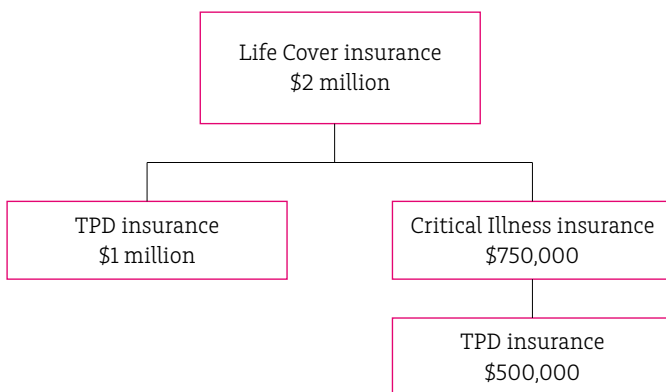 Life Cover insurance
$2 million
TPD insurance
$1 million
Critical Illness insurance
$750,000
TPD insurance
$500,000